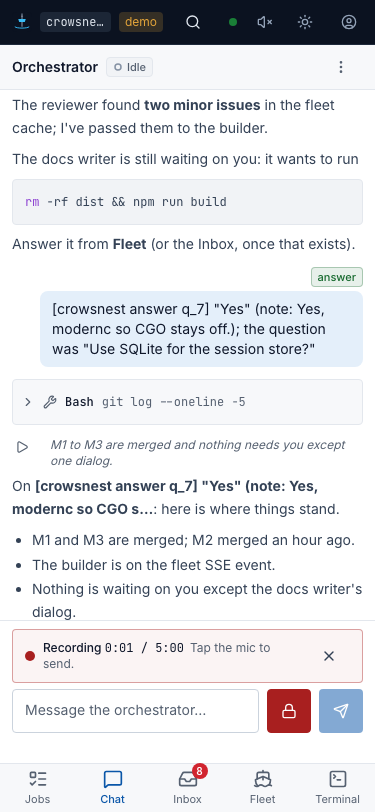 crowsne… demo
Orchestrator Idle
The reviewer found two minor issues in the fleet
cache; I've passed them to the builder.
The docs writer is still waiting on you: it wants to run
rm -rf dist && npm run build
Answer it from Fleet (or the Inbox, once that exists).
answer
[crowsnest answer q_7] "Yes" (note: Yes,
modernc so CGO stays off.); the question
was "Use SQLite for the session store?"
Bash git log --oneline -5
M1 to M3 are merged and nothing needs you except
one dialog.
On [crowsnest answer q_7] "Yes" (note: Yes,
modernc so CGO s…: here is where things stand.
• M1 and M3 are merged; M2 merged an hour ago.
• The builder is on the fleet SSE event.
• Nothing is waiting on you except the docs writer's
dialog.
Recording 0:01 / 5:00 Tap the mic to
send.
Message the orchestrator...
8
Jobs Chat Inbox Fleet Terminal